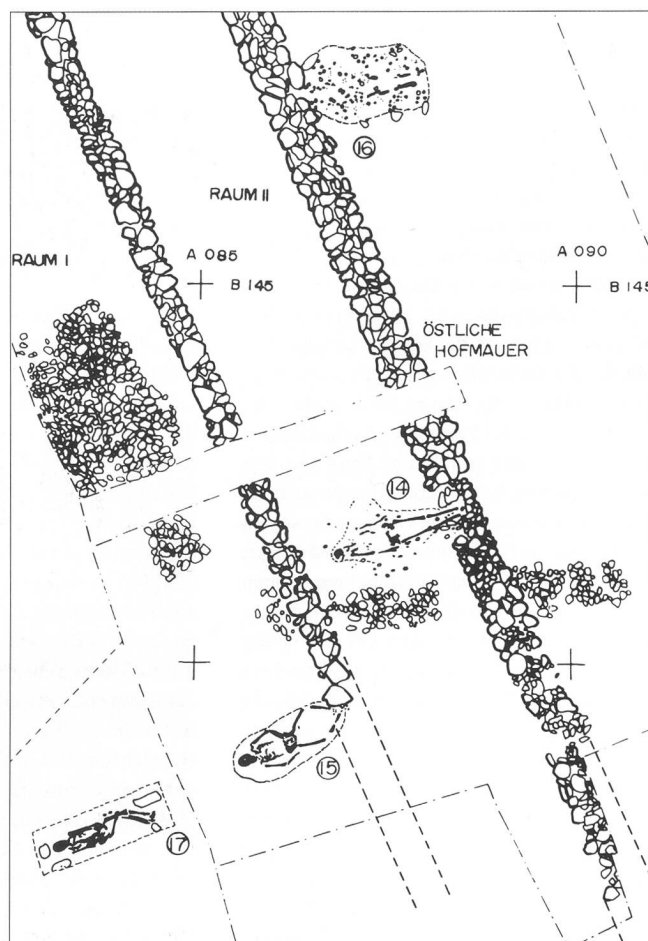 16
RAUM II
A 085
A 090
RAUM I
B 145
B 145
ÖSTLICHE
HOFMAUER
14
15
17